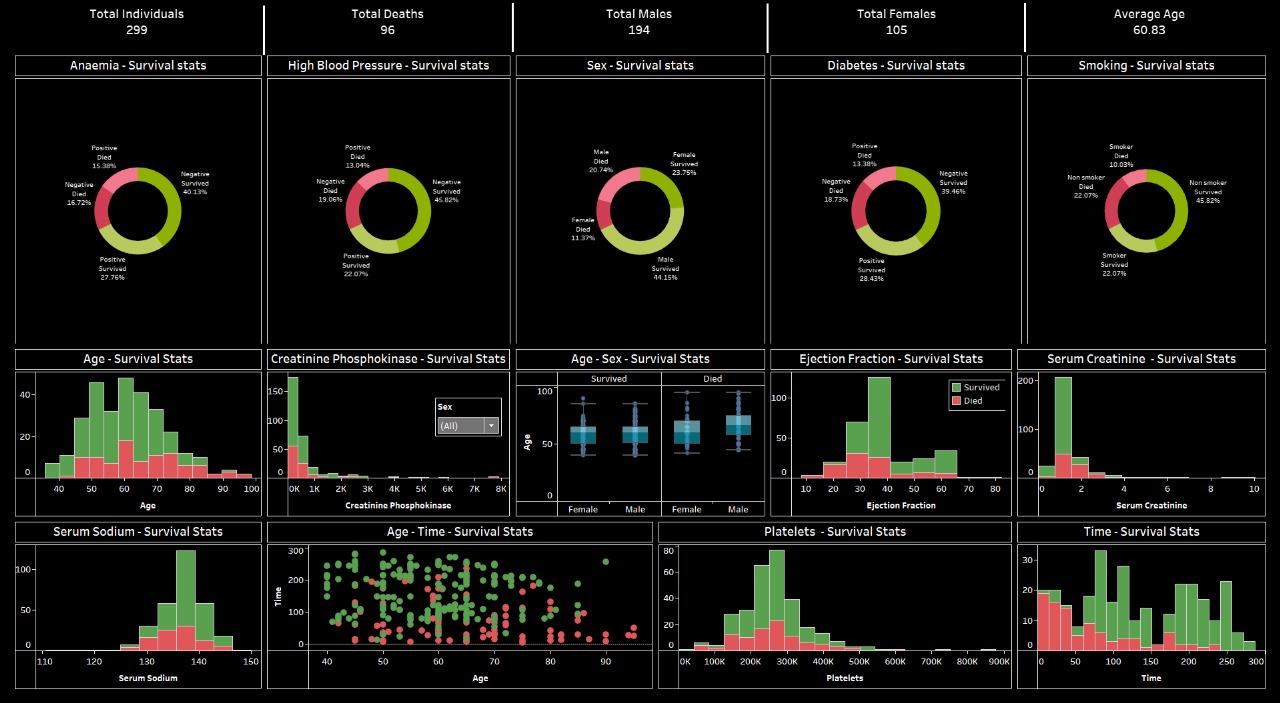 Total Individuals
299
Total Deaths
96
Total Males
194
Total Females
105
Average Age
60.83
Anaemia - Survival stats
High Blood Pressure - Survival stats
Sex - Survival stats
Diabetes - Survival stats
Smoking - Survival stats
Positive
Died
15.38%
Negative
Survived
40.13%
Negative
Died
16.72%
Positive
Survived
27.76%
Positive
Died
13.04%
Negative
Survived
45.82%
Negative
Died
19.06%
Positive
Survived
22.07%
Male
Died
20.74%
Female
Survived
23.75%
Female
Died
11.37%
Male
Survived
44.15%
Positive
Died
13.38%
Negative
Survived
39.46%
Negative
Died
18.73%
Positive
Survived
28.43%
Smoker
Died
10.03%
Non smoker
Survived
45.82%
Non smoker
Died
22.07%
Smoker
Survived
22.07%
Age - Survival Stats
40
20
0
40 50 60 70 80 90 100
Age
Creatinine Phosphokinase - Survival Stats
150
100
50
0
Sex
(All)
0K 1K 2K 3K 4K 5K 6K 7K 8K
Creatinine Phosphokinase
Age - Sex - Survival Stats
Survived Died
100
50
0
Age
Female Male Female Male
Ejection Fraction - Survival Stats
100
50
0
Survived
Died
10 20 30 40 50 60 70 80
Ejection Fraction
Serum Creatinine - Survival Stats
200
100
0
0 2 4 6 8 10
Serum Creatinine
Serum Sodium - Survival Stats
100
50
0
110 120 130 140 150
Serum Sodium
Age - Time - Survival Stats
300
200
100
0
Time
40 50 60 70 80 90
Age
Platelets - Survival Stats
80
60
40
20
0
0K 100K 200K 300K 400K 500K 600K 700K 800K 900K
Platelets
Time - Survival Stats
30
20
10
0
0 50 100 150 200 250 300
Time